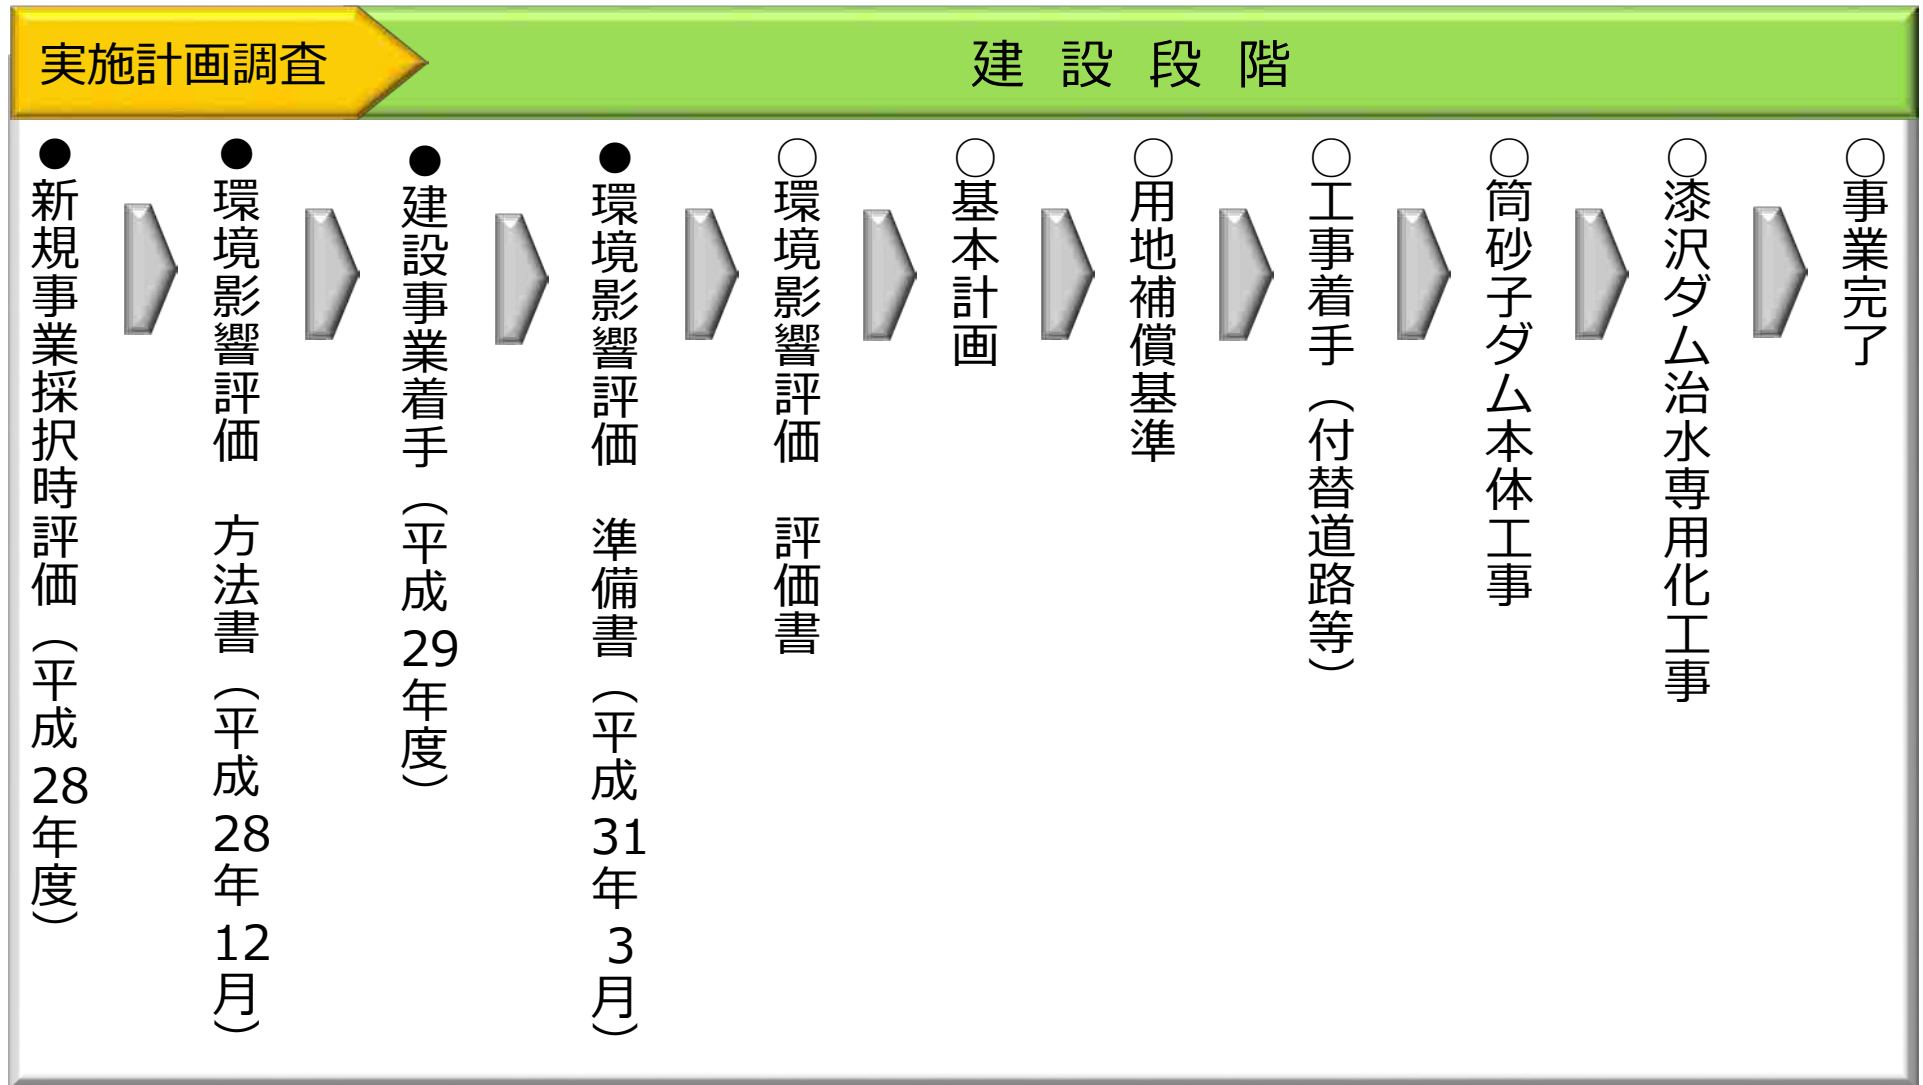 実施計画調査
建設段階
●新規事業採択時評価（平成28年度）
●環境影響評価　方法書（平成28年12月）
●建設事業着手（平成29年度）
●環境影響評価　準備書（平成31年3月）
○環境影響評価　評価書
○基本計画
○用地補償基準
○工事着手（付替道路等）
○筒砂子ダム本体工事
○漆沢ダム治水専用化工事
○事業完了